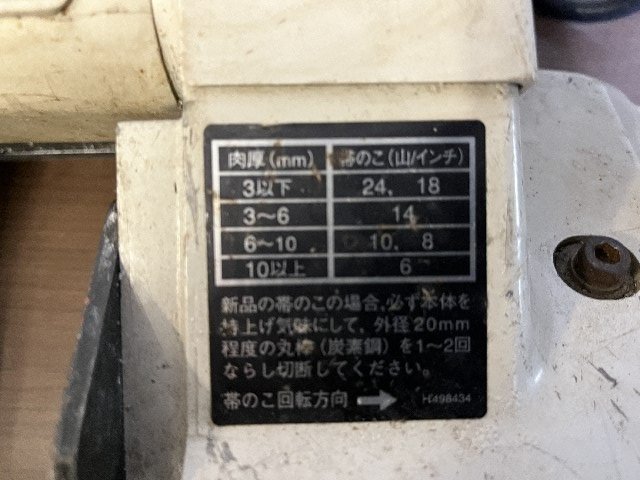 肉厚(mm) 帯のこ(山/インチ)
3以下 24、18
3〜6 14
6〜10 10、8
10以上 6
新品の帯のこの場合、必ず本体を
持上げ気味にして、外径20mm
程度の丸棒(炭素鋼)を1〜2回
ならし切断してください。
帯のこ回転方向 → H498434